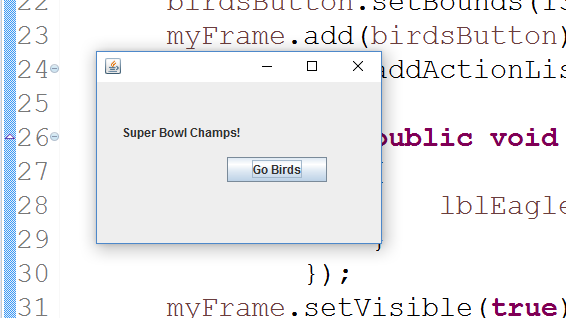 22 birdsButton.setBounds(
23 myFrame.add(birdsButton)
24 addActionLis
25
Super Bowl Champs!
26 public void
Go Birds
27
28 lblEagle
29 }
30 });
31 myFrame.setVisible(true)